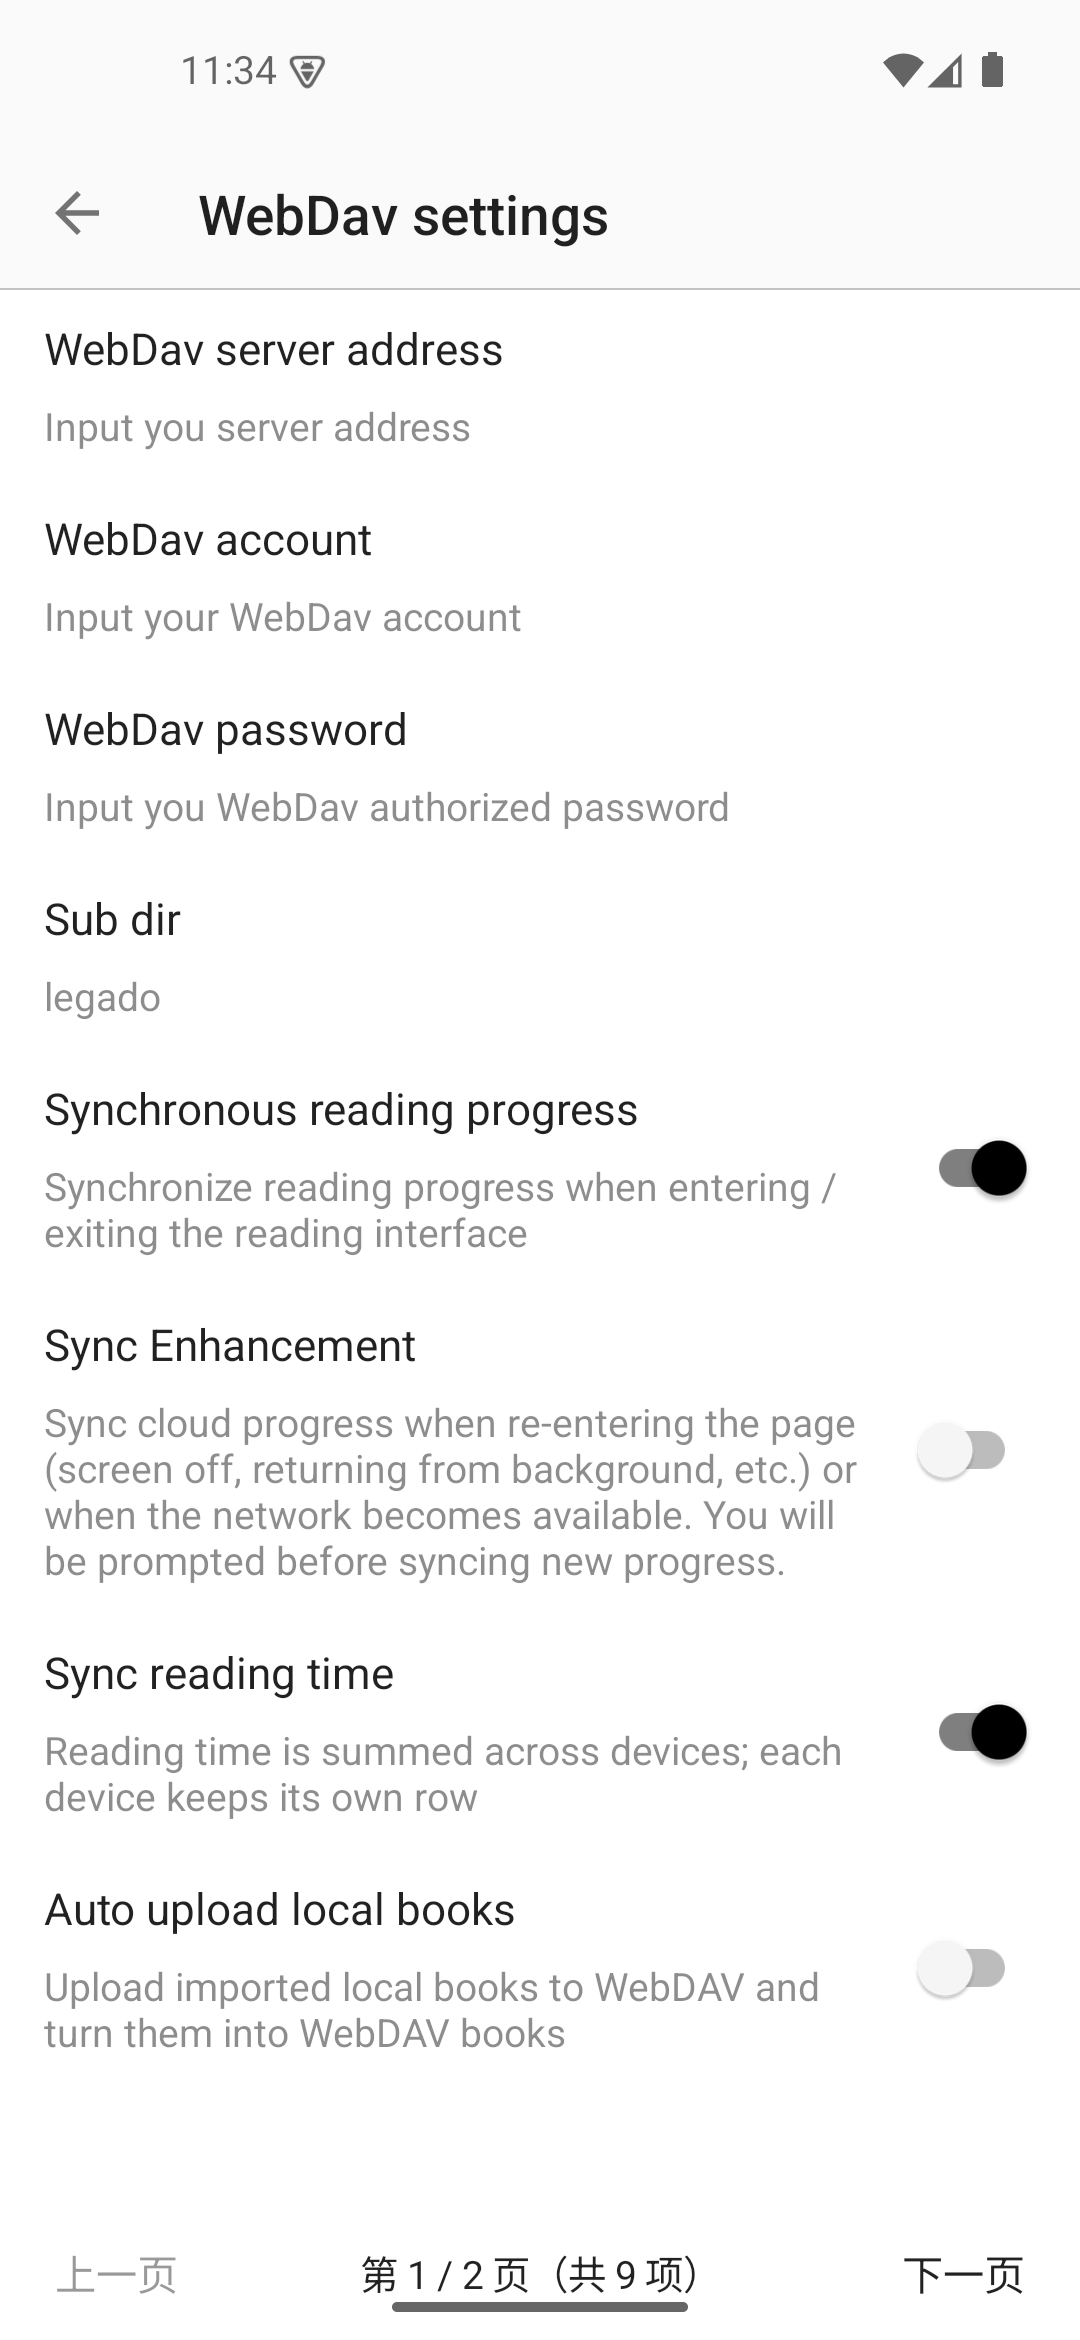 11:34
WebDav settings
WebDav server address
Input you server address
WebDav account
Input your WebDav account
WebDav password
Input you WebDav authorized password
Sub dir
legado
Synchronous reading progress
Synchronize reading progress when entering /
exiting the reading interface
Sync Enhancement
Sync cloud progress when re-entering the page
(screen off, returning from background, etc.) or
when the network becomes available. You will
be prompted before syncing new progress.
Sync reading time
Reading time is summed across devices; each
device keeps its own row
Auto upload local books
Upload imported local books to WebDAV and
turn them into WebDAV books
上一页 第 1 / 2 页（共 9 项） 下一页